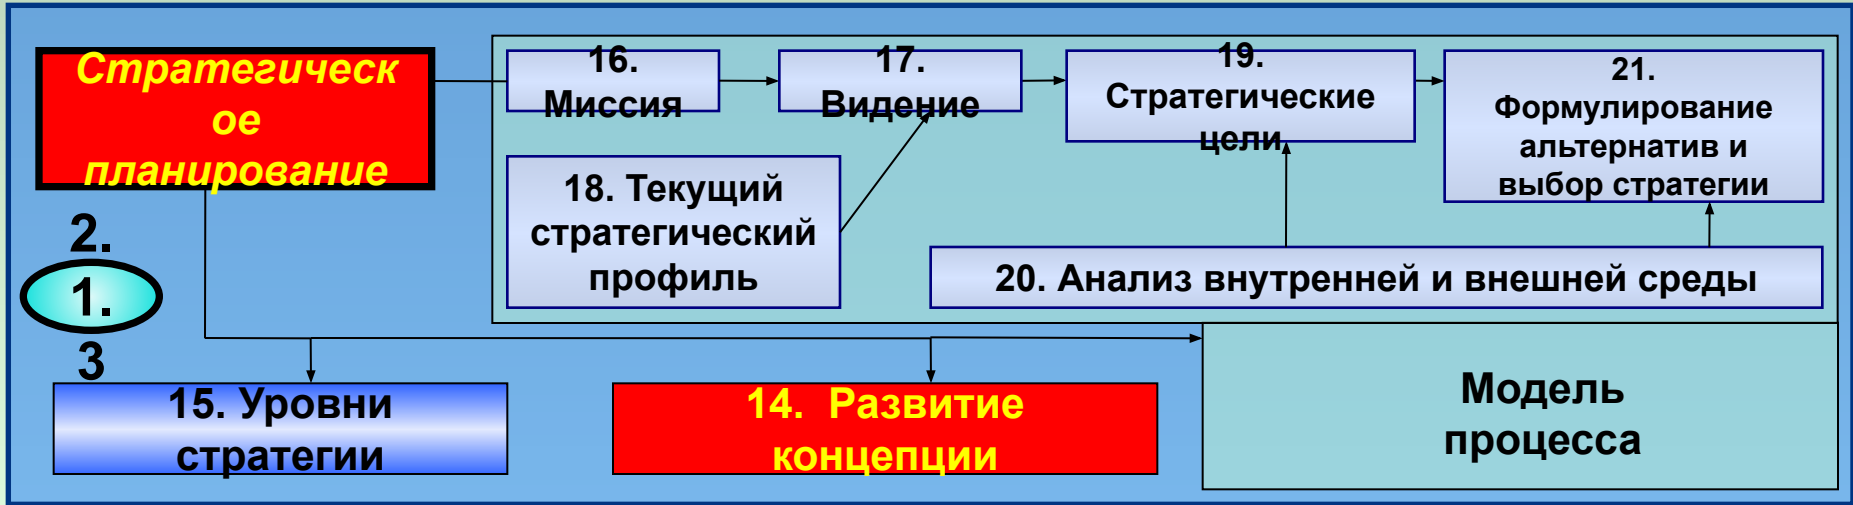 Стратегическ
ое
планирование
16.
Миссия
17.
Видение
19.
Стратегические
цели
21.
Формулирование
альтернатив и
выбор стратегии
18. Текущий
стратегический
профиль
20. Анализ внутренней и внешней среды
2.
1.
3
15. Уровни
стратегии
14. Развитие
концепции
Модель
процесса